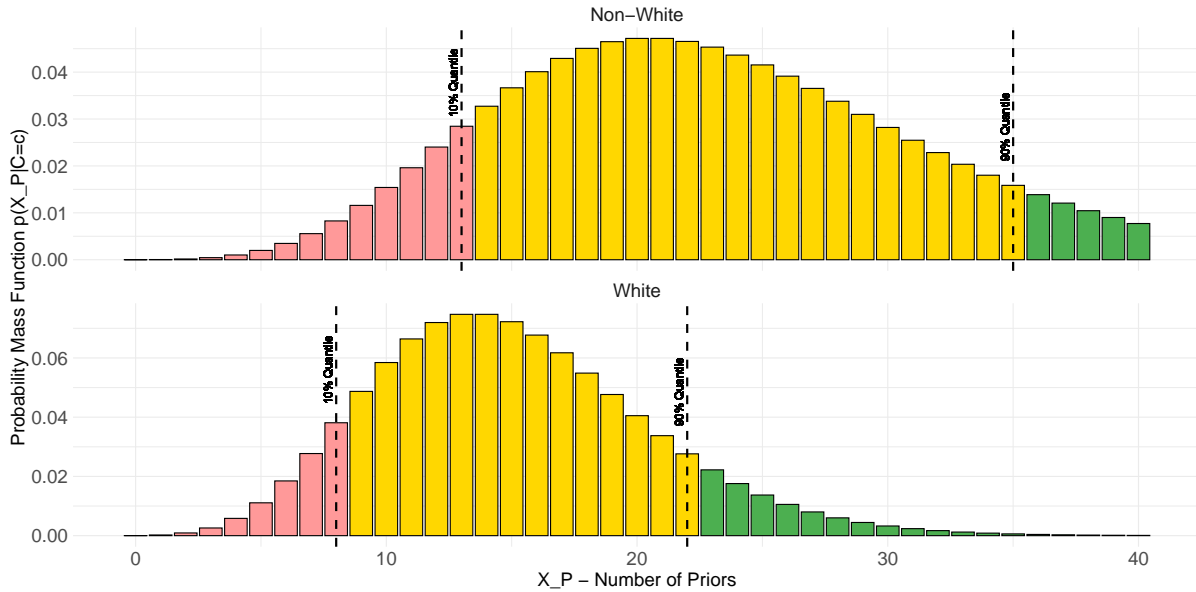 Non−White
Probability Mass Function p(X_P|C=c)
0.04
0.03
0.02
0.01
0.00
10% Quantile
90% Quantile
White
0.06
0.04
0.02
0.00
10% Quantile
90% Quantile
0 10 20 30 40
X_P − Number of Priors